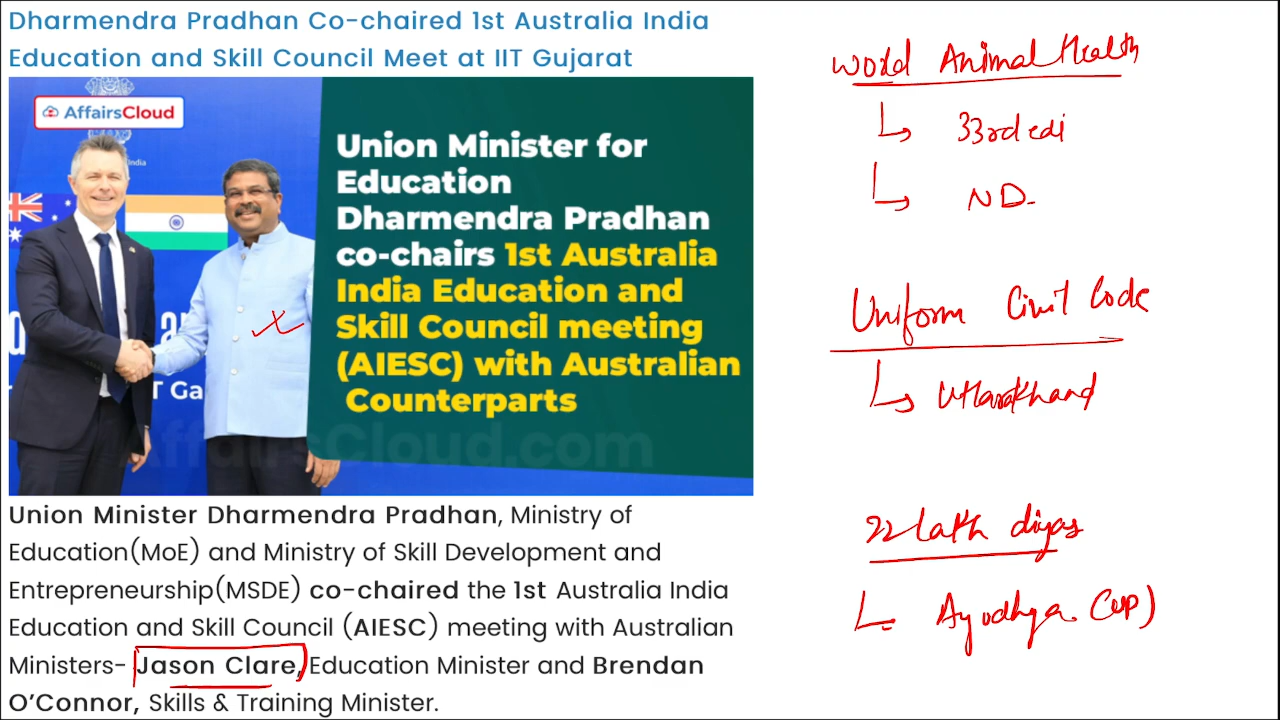 Dharmendra Pradhan Co-chaired 1st Australia India
Education and Skill Council Meet at IIT Gujarat
AffairsCloud
India
Union Minister for
Education
Dharmendra Pradhan
co-chairs 1st Australia
India Education and
Skill Council meeting
(AIESC) with Australian
Counterparts
T Ga
AffairsCloud.com
Union Minister Dharmendra Pradhan, Ministry of
Education(MoE) and Ministry of Skill Development and
Entrepreneurship(MSDE) co-chaired the 1st Australia India
Education and Skill Council (AIESC) meeting with Australian
Ministers- Jason Clare, Education Minister and Brendan
O'Connor, Skills & Training Minister.
World Animal Health
33rd edi
ND-
Uniform Civil Code
Uttarakhand
22 lakh diyas
Ayodhya (UP)